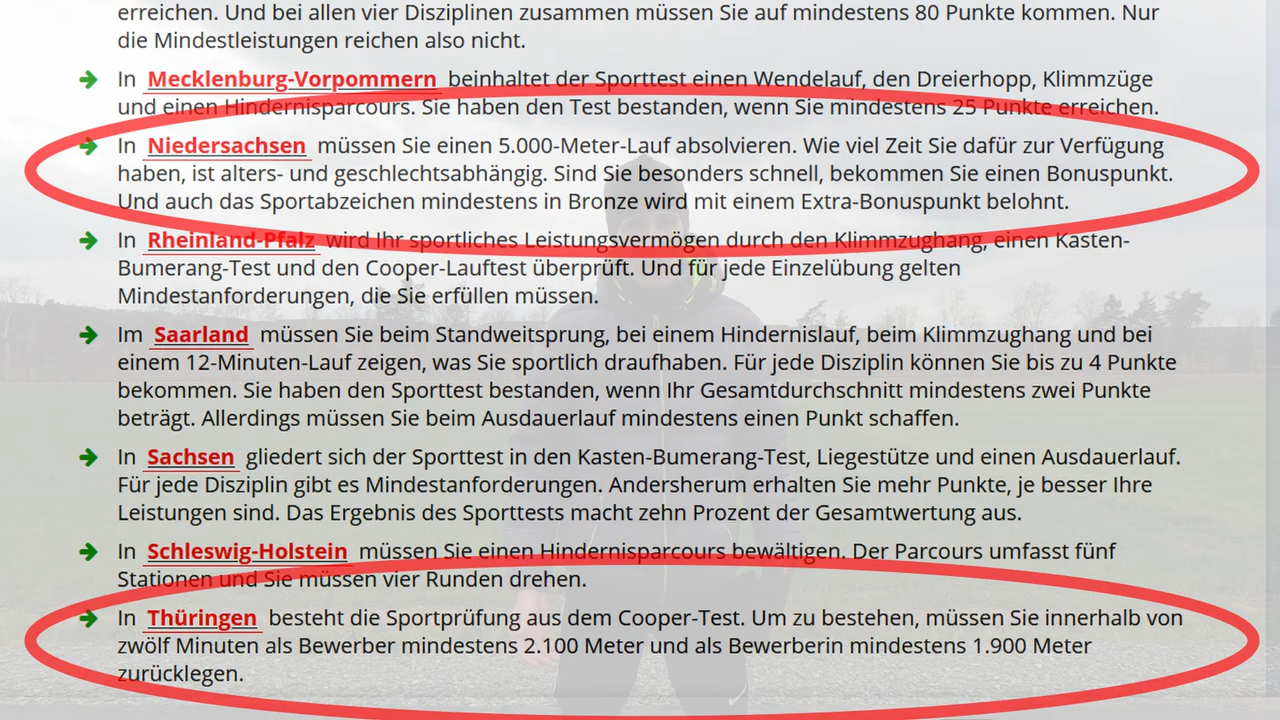 erreichen. Und bei allen vier Disziplinen zusammen müssen Sie auf mindestens 80 Punkte kommen. Nur
die Mindestleistungen reichen also nicht.
In Mecklenburg-Vorpommern beinhaltet der Sporttest einen Wendelauf, den Dreierhopp, Klimmzüge
und einen Hindernisparcours. Sie haben den Test bestanden, wenn Sie mindestens 25 Punkte erreichen.
In Niedersachsen müssen Sie einen 5.000-Meter-Lauf absolvieren. Wie viel Zeit Sie dafür zur Verfügung
haben, ist alters- und geschlechtsabhängig. Sind Sie besonders schnell, bekommen Sie einen Bonuspunkt.
Und auch das Sportabzeichen mindestens in Bronze wird mit einem Extra-Bonuspunkt belohnt.
In Rheinland-Pfalz wird Ihr sportliches Leistungsvermögen durch den Klimmzughang, einen Kasten-
Bumerang-Test und den Cooper-Lauftest überprüft. Und für jede Einzelübung gelten
Mindestanforderungen, die Sie erfüllen müssen.
Im Saarland müssen Sie beim Standweitsprung, bei einem Hindernislauf, beim Klimmzughang und bei
einem 12-Minuten-Lauf zeigen, was Sie sportlich draufhaben. Für jede Disziplin können Sie bis zu 4 Punkte
bekommen. Sie haben den Sporttest bestanden, wenn Ihr Gesamtdurchschnitt mindestens zwei Punkte
beträgt. Allerdings müssen Sie beim Ausdauerlauf mindestens einen Punkt schaffen.
In Sachsen gliedert sich der Sporttest in den Kasten-Bumerang-Test, Liegestütze und einen Ausdauerlauf.
Für jede Disziplin gibt es Mindestanforderungen. Andersherum erhalten Sie mehr Punkte, je besser Ihre
Leistungen sind. Das Ergebnis des Sporttests macht zehn Prozent der Gesamtwertung aus.
In Schleswig-Holstein müssen Sie einen Hindernisparcours bewältigen. Der Parcours umfasst fünf
Stationen und Sie müssen vier Runden drehen.
In Thüringen besteht die Sportprüfung aus dem Cooper-Test. Um zu bestehen, müssen Sie innerhalb von
zwölf Minuten als Bewerber mindestens 2.100 Meter und als Bewerberin mindestens 1.900 Meter
zurücklegen.